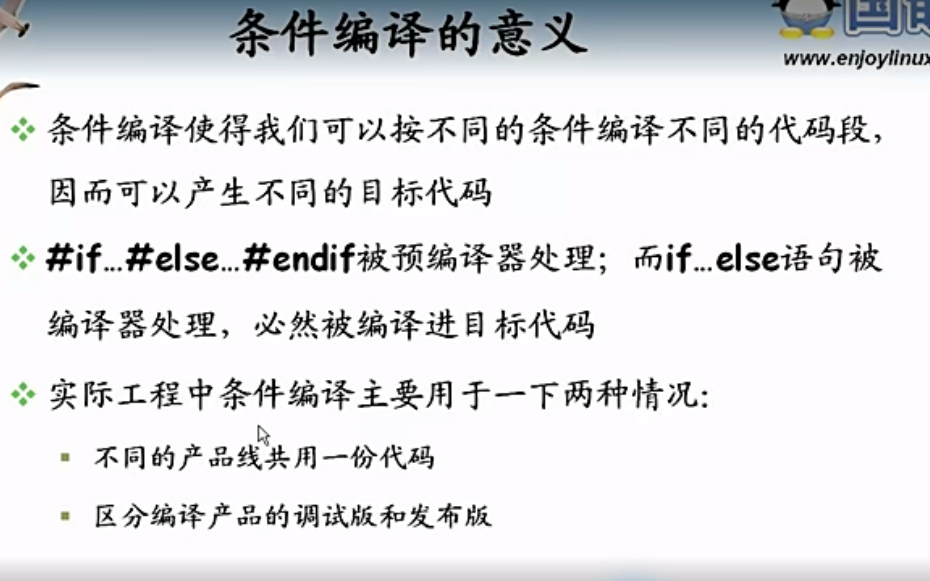 条件编译的意义
www.enjoylinux
条件编译使得我们可以按不同的条件编译不同的代码段，
因而可以产生不同的目标代码
#if…#else…#endif被预编译器处理；而if…else语句被
编译器处理，必然被编译进目标代码
实际工程中条件编译主要用于一下两种情况：
不同的产品线共用一份代码
区分编译产品的调试版和发布版